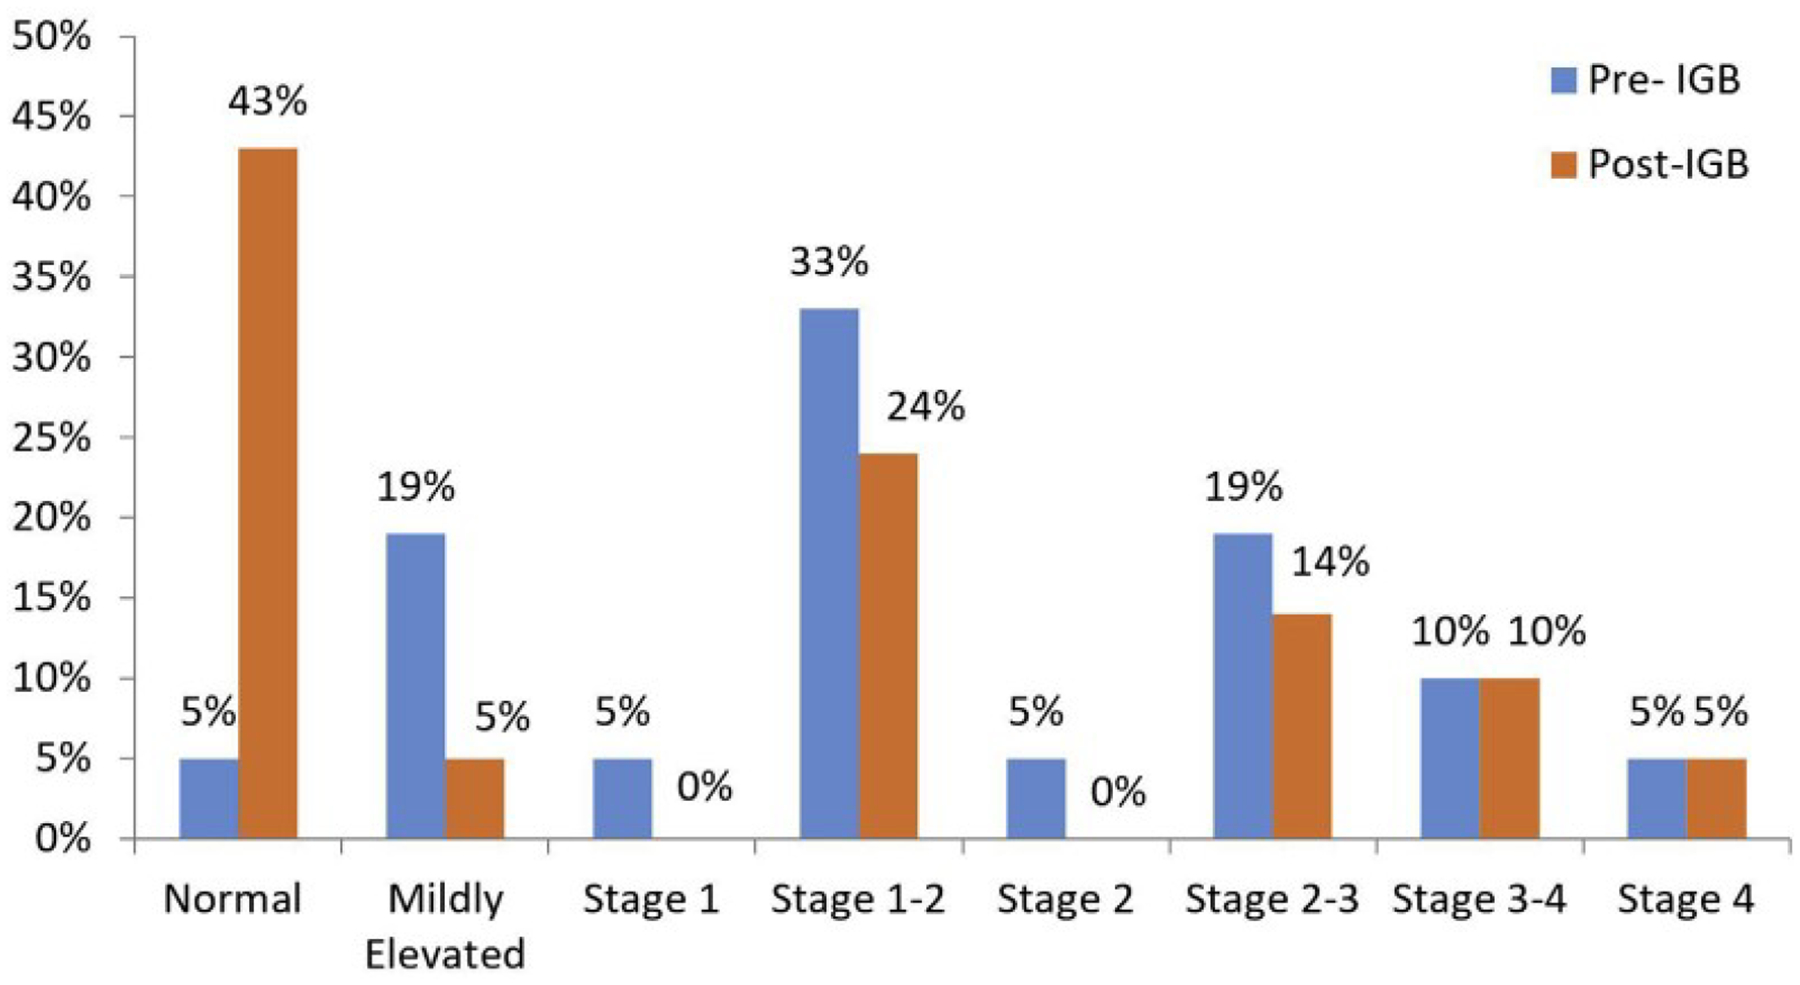 50%
45%
40%
35%
30%
25%
20%
15%
10%
5%
0%
43%
5%
19%
5%
5%
0%
33%
24%
5%
0%
19%
14%
10% 10%
5% 5%
Pre- IGB
Post-IGB
Normal
Mildly
Elevated
Stage 1
Stage 1-2
Stage 2
Stage 2-3
Stage 3-4
Stage 4